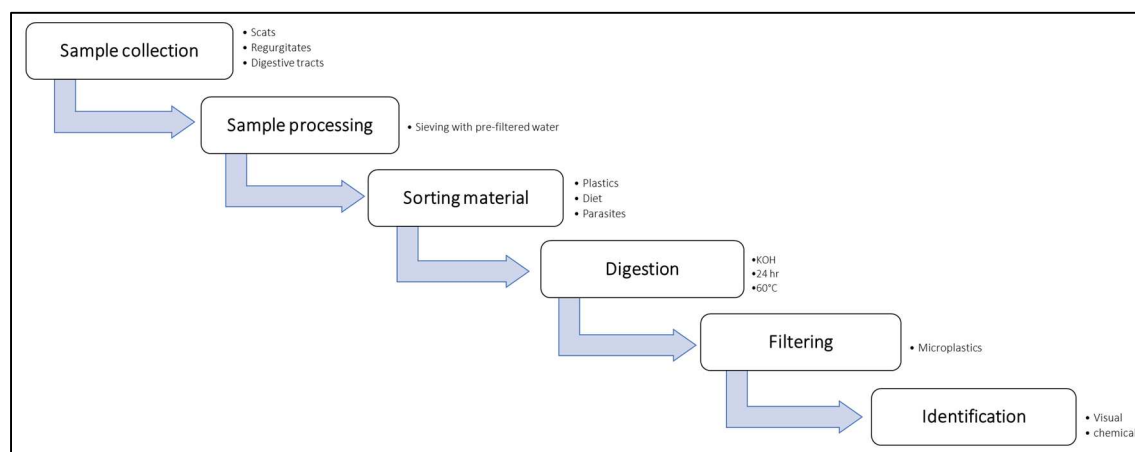 Sample collection
• Scats
• Regurgitates
• Digestive tracts
Sample processing
• Sieving with pre-filtered water
Sorting material
• Plastics
• Diet
• Parasites
Digestion
•KOH
•24 hr
•60°C
Filtering
• Microplastics
Identification
• Visual
• chemical